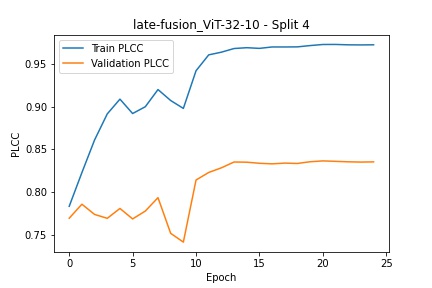 late-fusion_ViT-32-10 - Split 4
Train PLCC
Validation PLCC
PLCC
0.95
0.90
0.85
0.80
0.75
0 5 10 15 20 25
Epoch